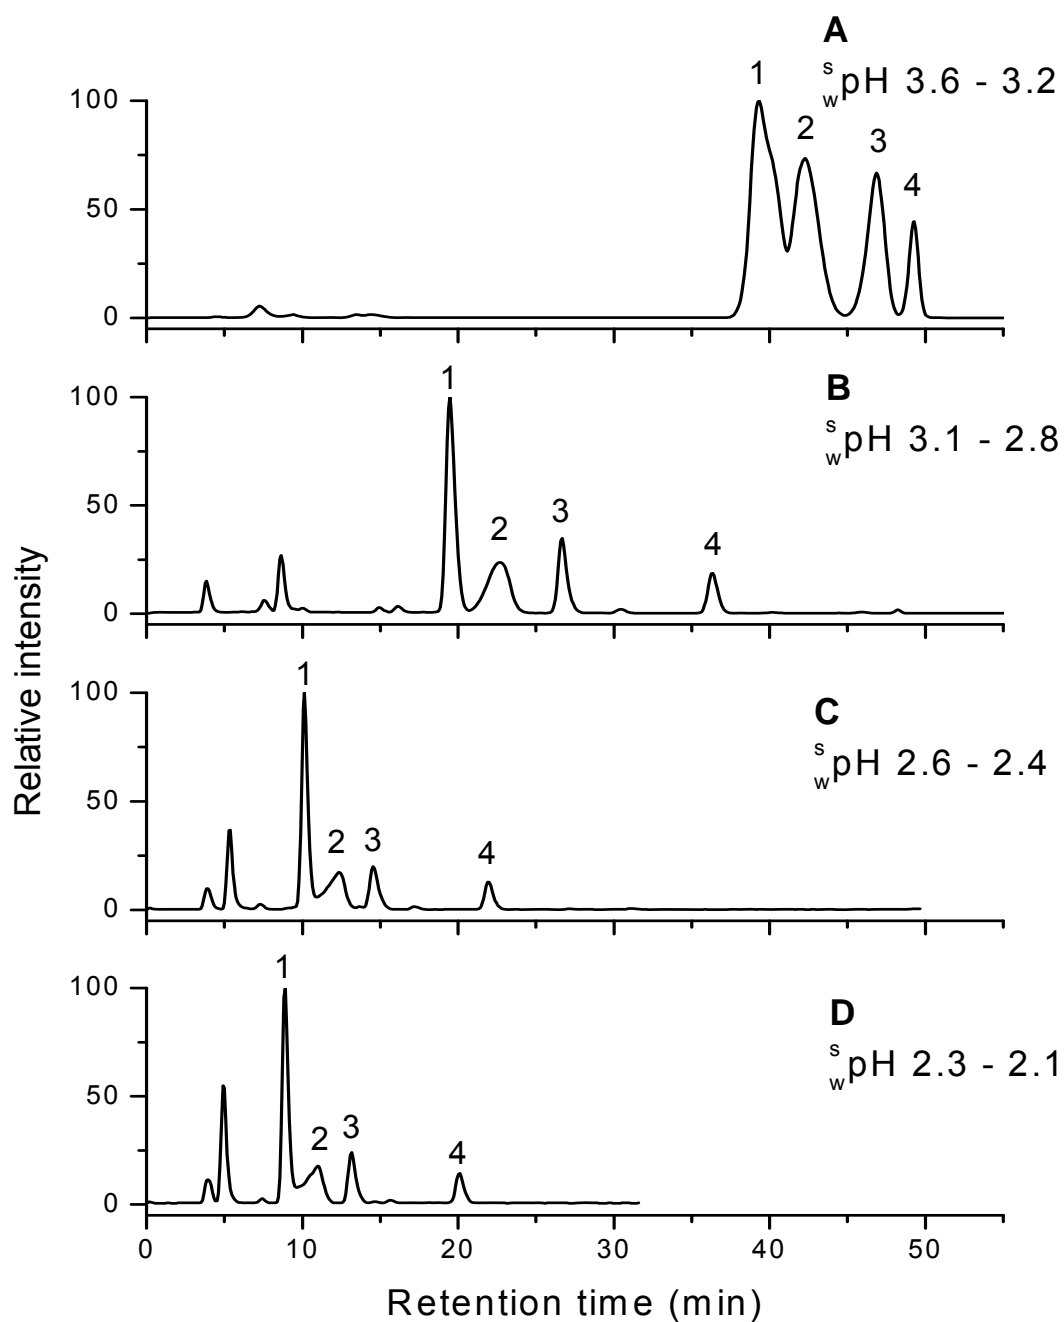 A
s
w pH 3.6 - 3.2
1
2
3
4
100
50
0
B
s
w pH 3.1 - 2.8
1
2
3
4
100
50
0
C
s
w pH 2.6 - 2.4
1
2
3
4
100
50
0
D
s
w pH 2.3 - 2.1
1
2
3
4
100
50
0
0 10 20 30 40 50
Relative intensity
Retention time (min)